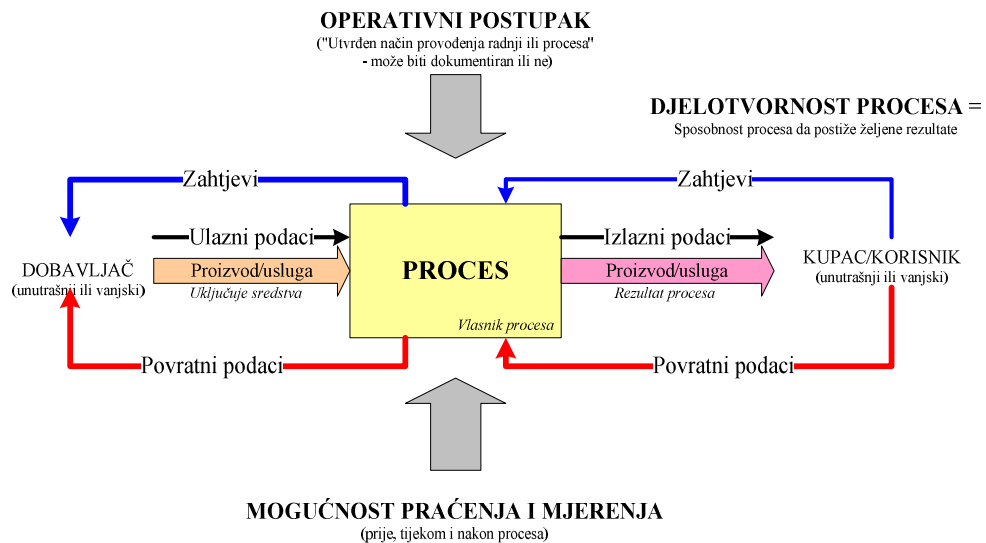 OPERATIVNI POSTUPAK
("Utvrđen način provođenja radnji ili procesa"
- može biti dokumentiran ili ne)
DJELOTVORNOST PROCESA =
Sposobnost procesa da postiže željene rezultate
Zahtjevi
Zahtjevi
Ulazni podaci
Izlazni podaci
DOBAVLJAČ
(unutrašnji ili vanjski)
Proizvod/usluga
Uključuje sredstva
PROCES
Vlasnik procesa
Proizvod/usluga
Rezultat procesa
KUPAC/KORISNIK
(unutrašnji ili vanjski)
Povratni podaci
Povratni podaci
MOGUĆNOST PRAĆENJA I MJERENJA
(prije, tijekom i nakon procesa)